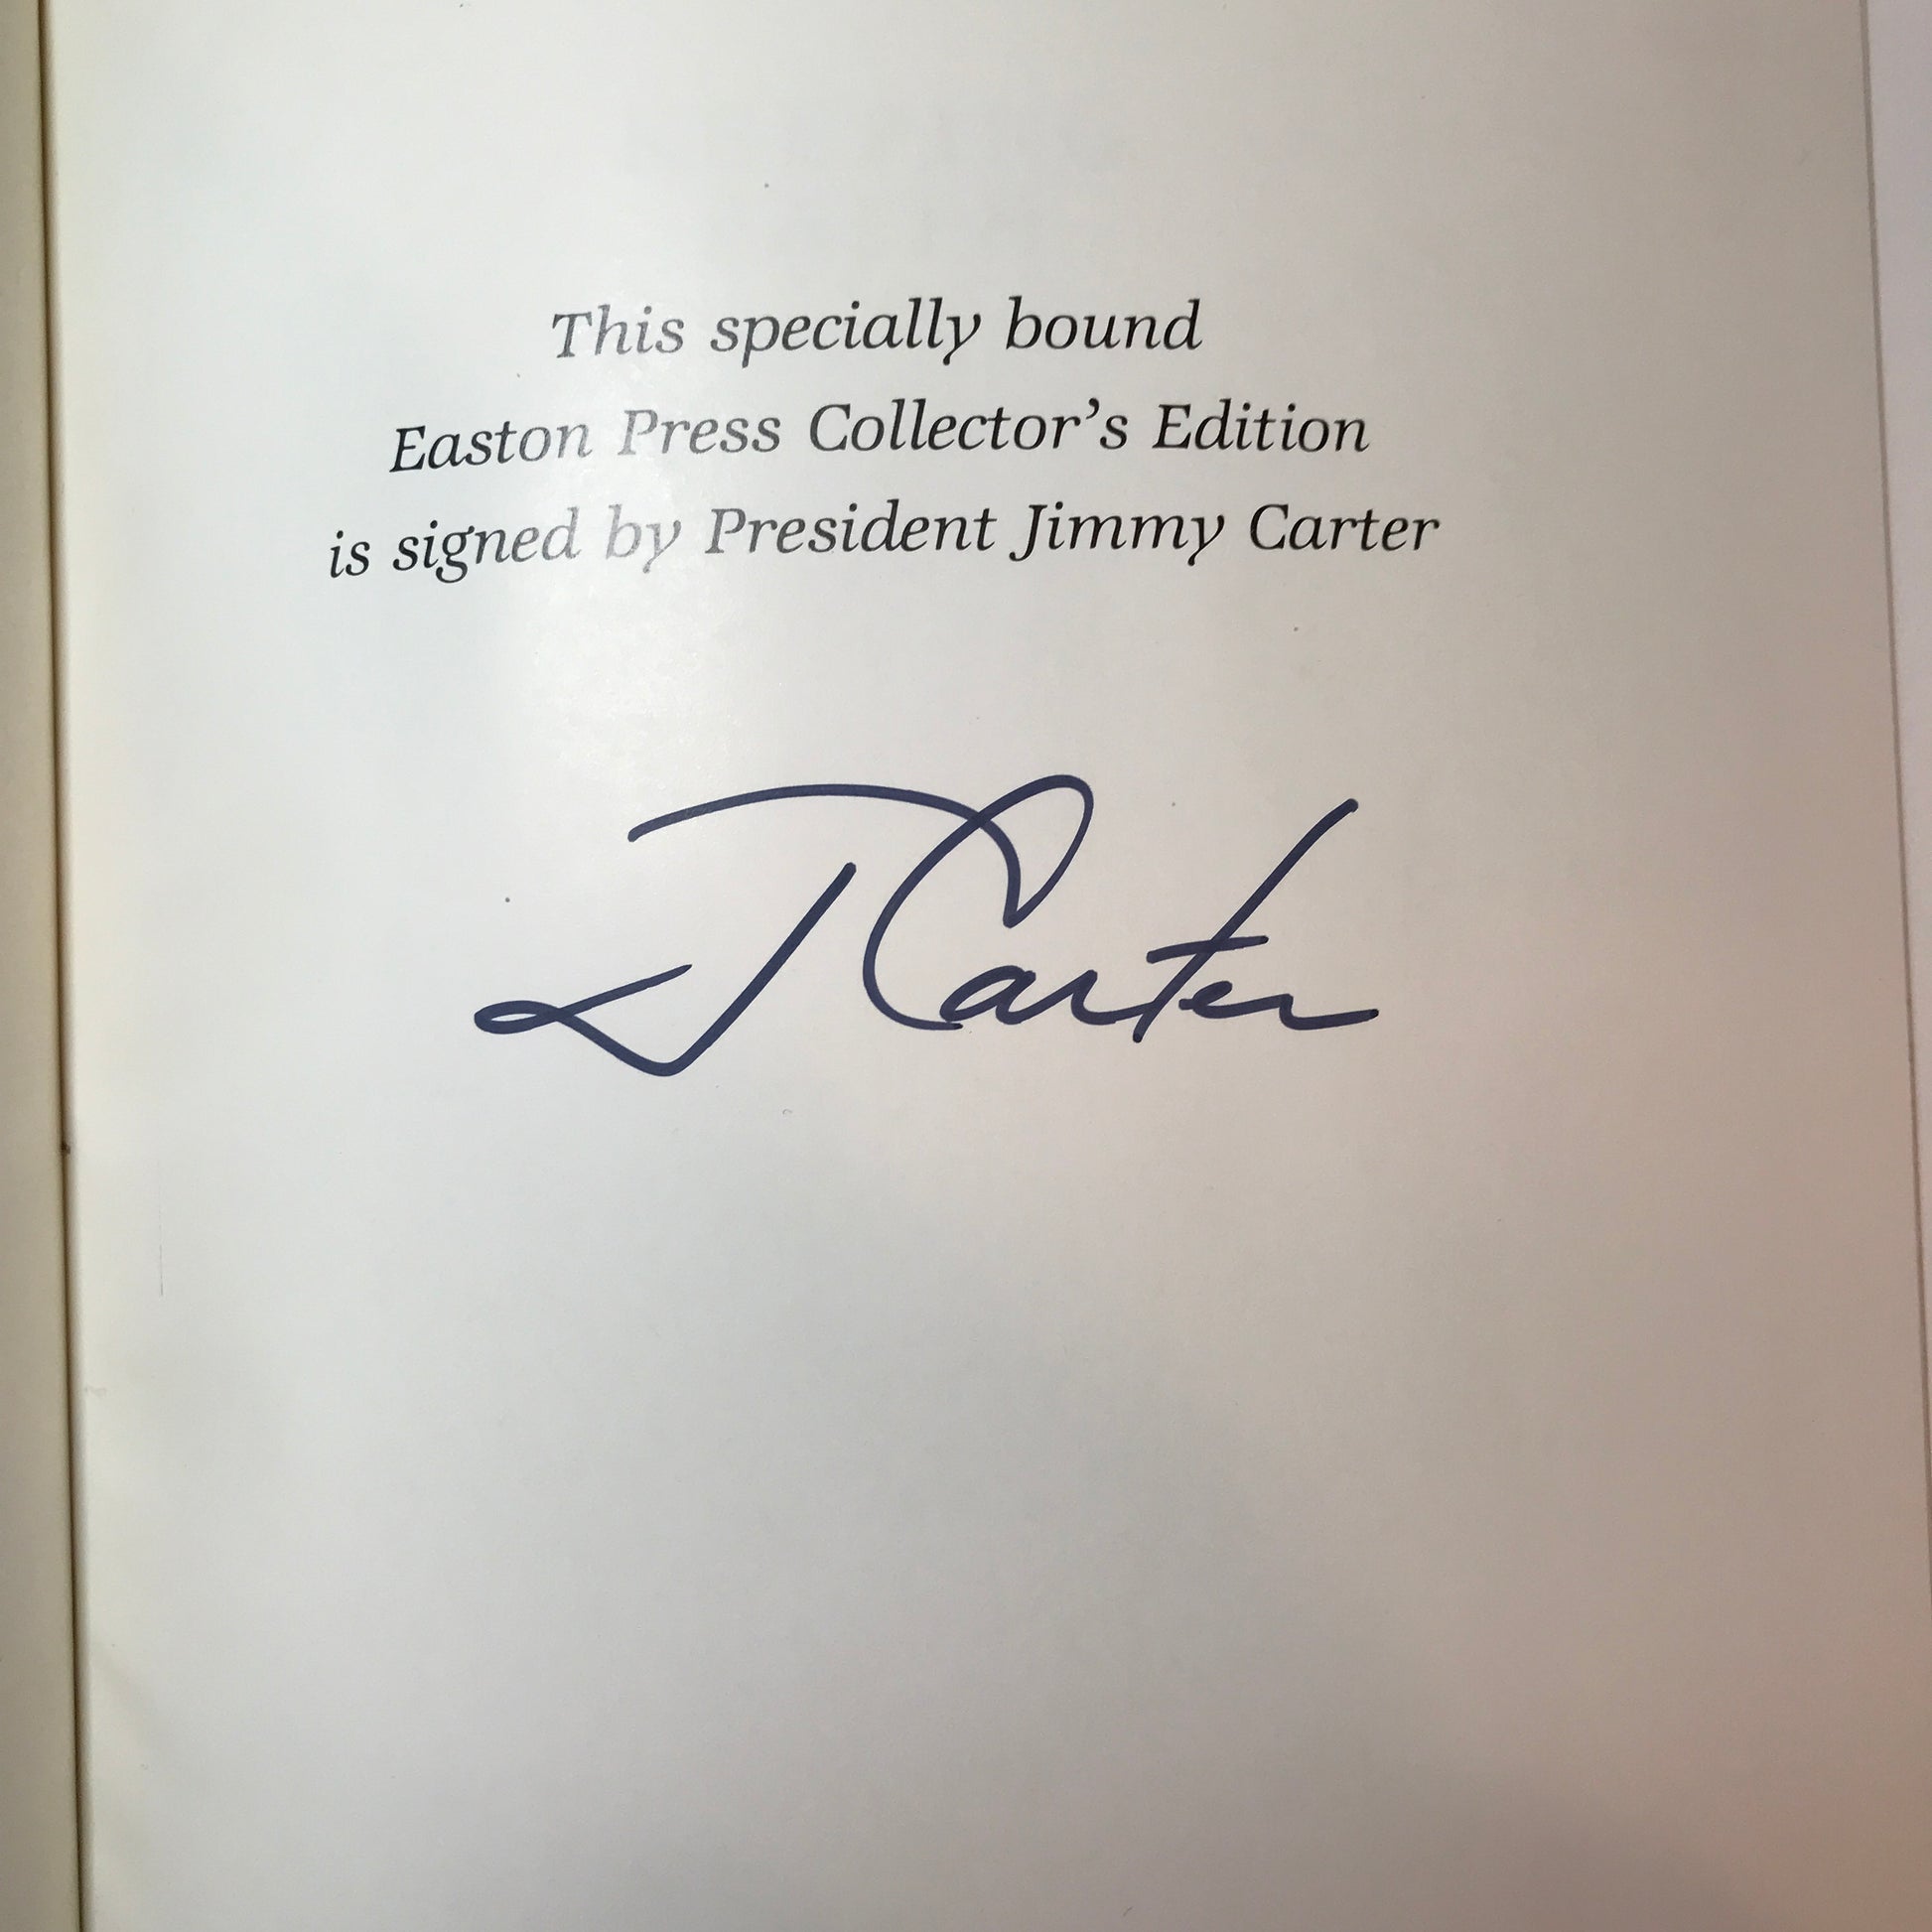 This specially bound
Easton Press Collector’s Edition
is signed by President Jimmy Carter
J Carter